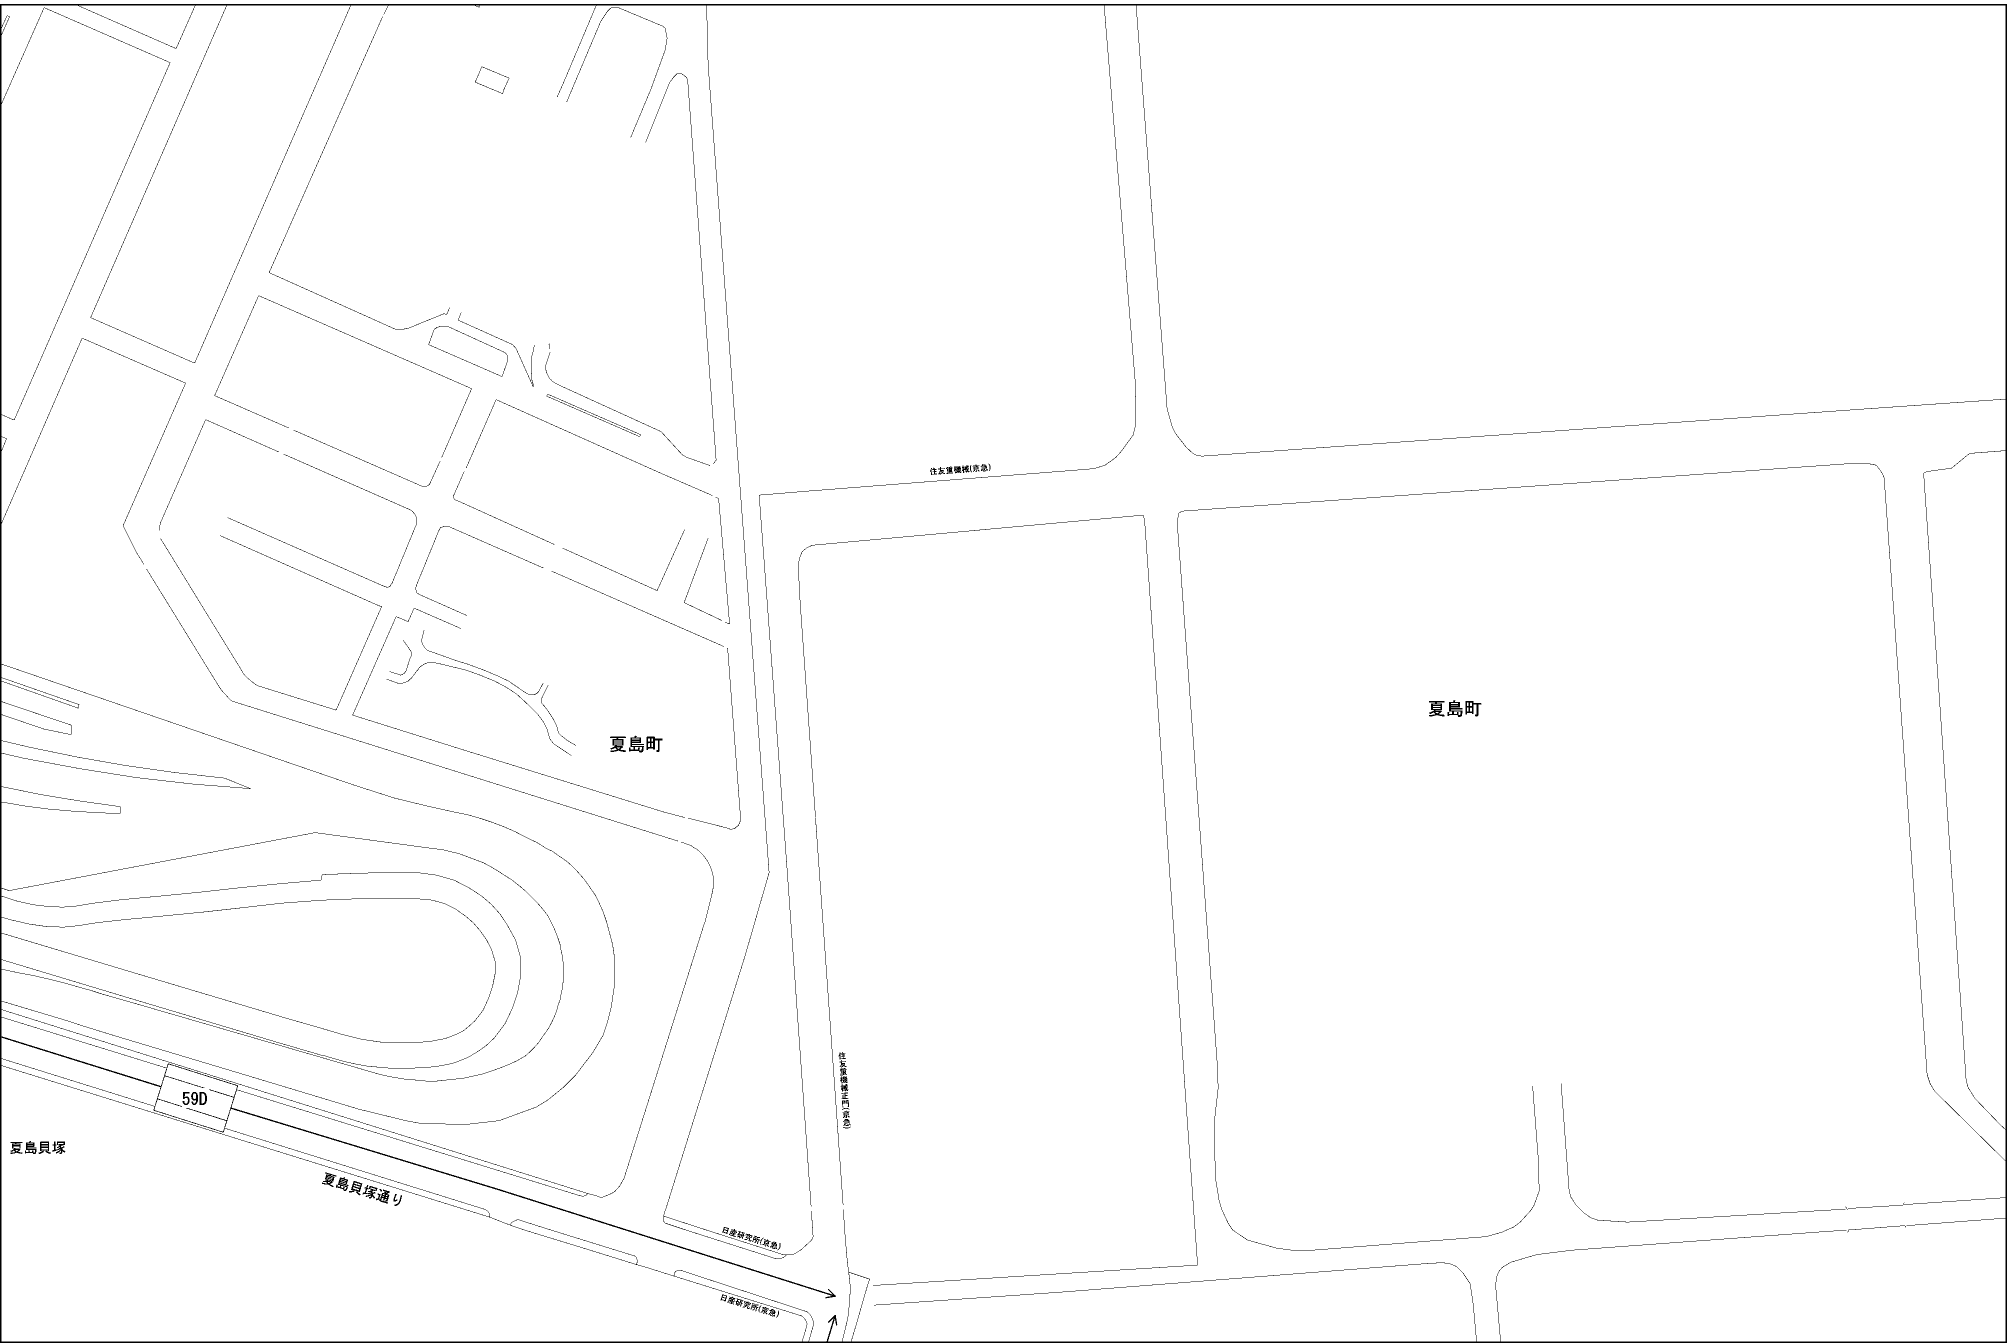 住友重機械(京急)
夏島町
夏島町
住友重機械正門(京急)
59D
夏島貝塚
夏島貝塚通り
日産研究所(京急)
日産研究所(京急)